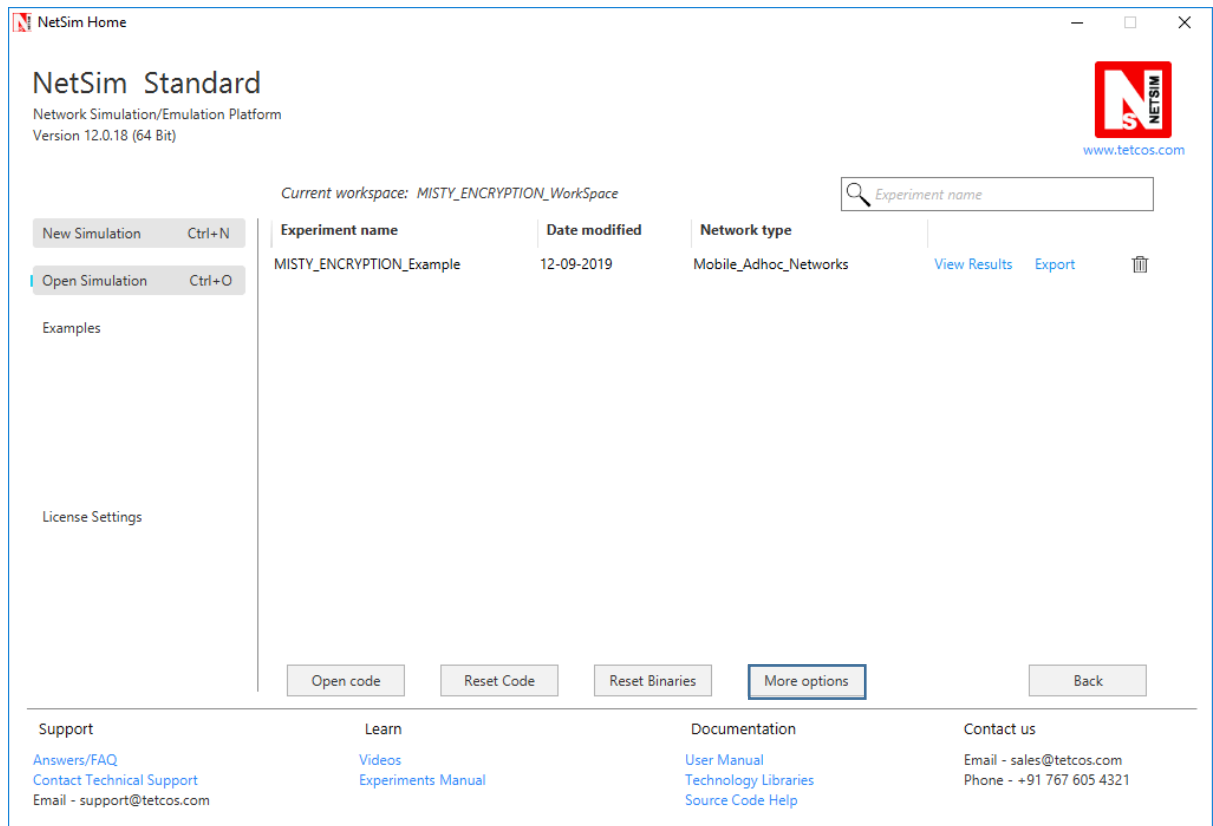 NetSim Home
NetSim Standard
Network Simulation/Emulation Platform
Version 12.0.18 (64 Bit)
N
S
NETSIM
www.tetcos.com
Current workspace: MISTY_ENCRYPTION_WorkSpace
Experiment name
New Simulation Ctrl+N
Open Simulation Ctrl+O
Examples
License Settings
Experiment name Date modified Network type
MISTY_ENCRYPTION_Example 12-09-2019 Mobile_Adhoc_Networks View Results Export
Open code Reset Code Reset Binaries More options Back
Support
Answers/FAQ
Contact Technical Support
Email - support@tetcos.com
Learn
Videos
Experiments Manual
Documentation
User Manual
Technology Libraries
Source Code Help
Contact us
Email - sales@tetcos.com
Phone - +91 767 605 4321